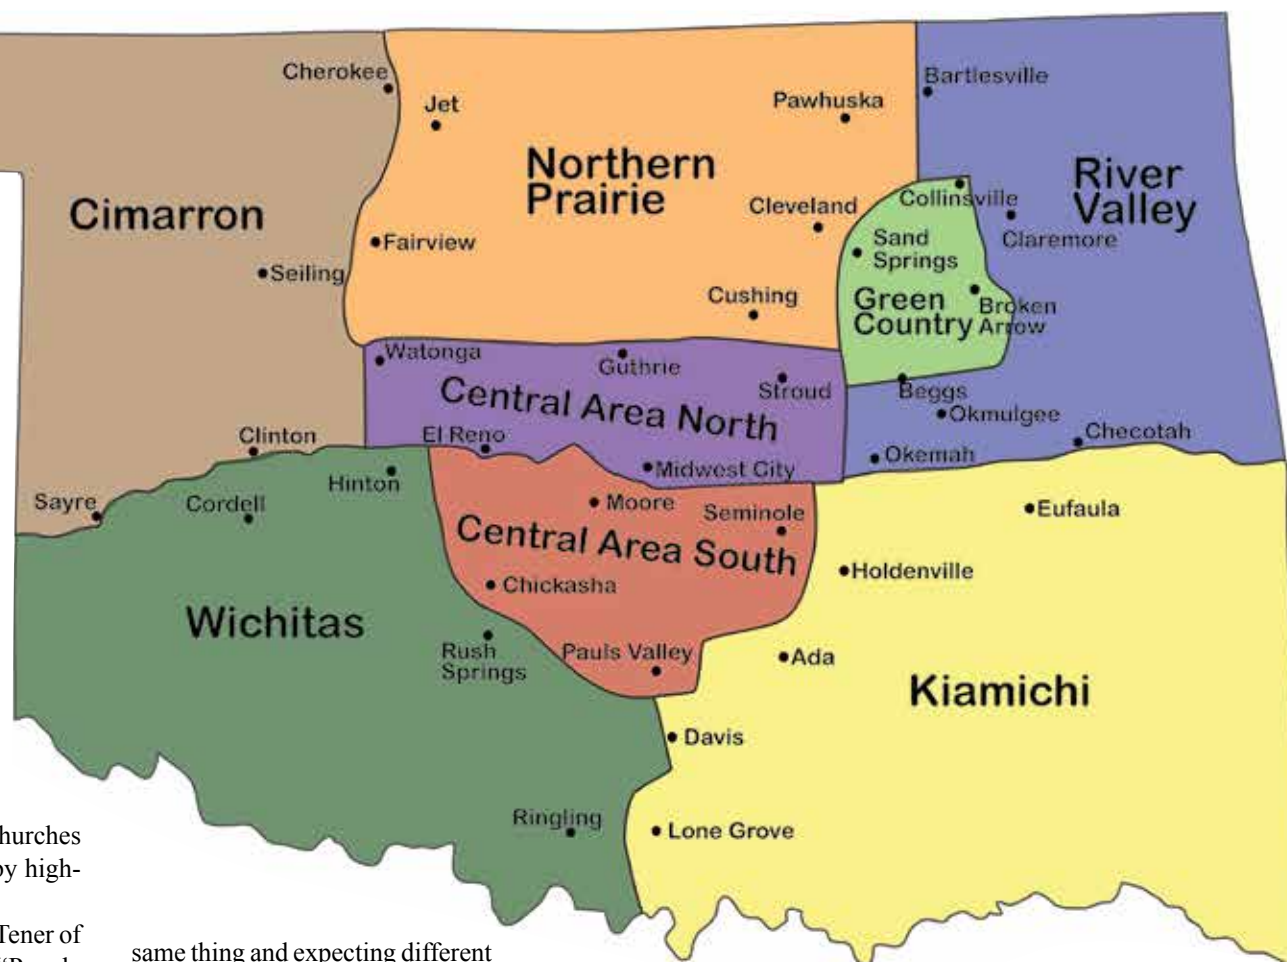 Cherokee
Jet
Pawhuska
Bartlesville
Northern
Prairie
River
Valley
Cimarron
Cleveland
Collinsville
Claremore
Fairview
Sand
Springs
Seiling
Cushing
Green
Country
Broken
Arrow
Watonga
Guthrie
Stroud
Beggs
Central Area North
Okmulgee
Clinton
El Reno
Checotah
Okemah
Midwest City
Hinton
Sayre
Cordell
Moore
Seminole
Eufaula
Central Area South
Holdenville
Chickasha
Wichitas
Rush
Springs
Pauls Valley
Ada
Kiamichi
Davis
Ringling
Lone Grove
hurches
by high-
Tener of
same thing and expecting different